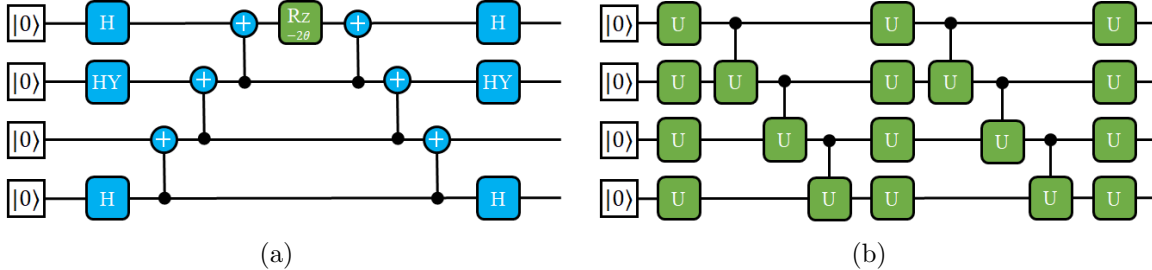 |0⟩ H + Rz -2θ + H |0⟩ U U U
|0⟩ HY + + HY |0⟩ U U U U U
|0⟩ + + |0⟩ U U U U U
|0⟩ H H |0⟩ U U U U U
(a) (b)